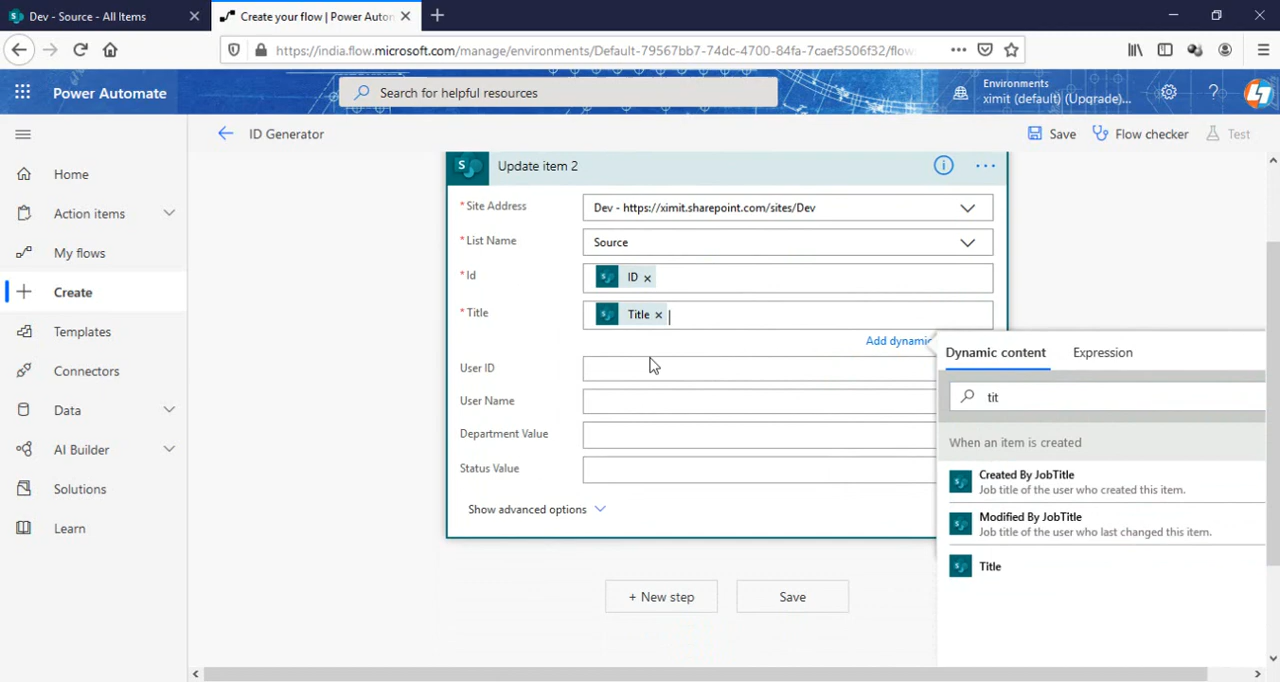 Dev - Source - All Items
Create your flow | Power Auton
https://india.flow.microsoft.com/manage/environments/Default-79567bb7-74dc-4700-84fa-7caef3506f32/flow
Power Automate
Search for helpful resources
Environments
ximit (default) (Upgrade)...
ID Generator
Save
Flow checker
Test
Home
Action items
My flows
Create
Templates
Connectors
Data
AI Builder
Solutions
Learn
Update item 2
* Site Address
Dev - https://ximit.sharepoint.com/sites/Dev
* List Name
Source
* Id
ID
* Title
Title
Add dynamic
User ID
User Name
Department Value
Status Value
Show advanced options
+ New step
Save
Dynamic content
Expression
tit
When an item is created
Created By JobTitle
Job title of the user who created this item.
Modified By JobTitle
Job title of the user who last changed this item.
Title